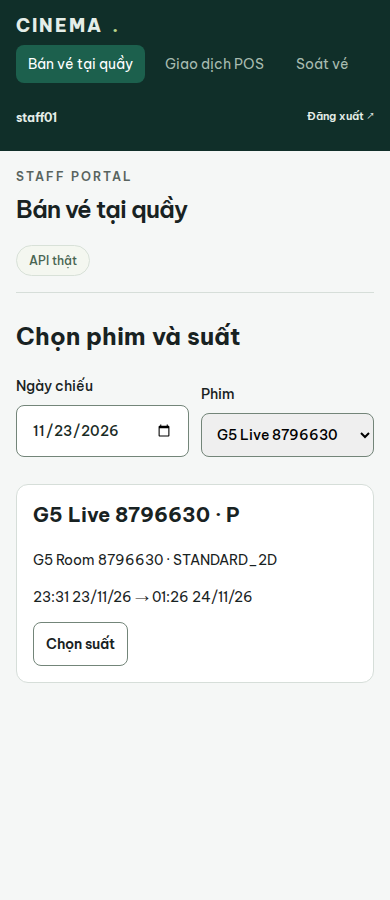 CINEMA .
Bán vé tại quầy Giao dịch POS Soát vé
staff01 Đăng xuất ↗
STAFF PORTAL
Bán vé tại quầy
API thật
Chọn phim và suất
Ngày chiếu Phim
11/23/2026 G5 Live 8796630
G5 Live 8796630 · P
G5 Room 8796630 · STANDARD_2D
23:31 23/11/26 → 01:26 24/11/26
Chọn suất